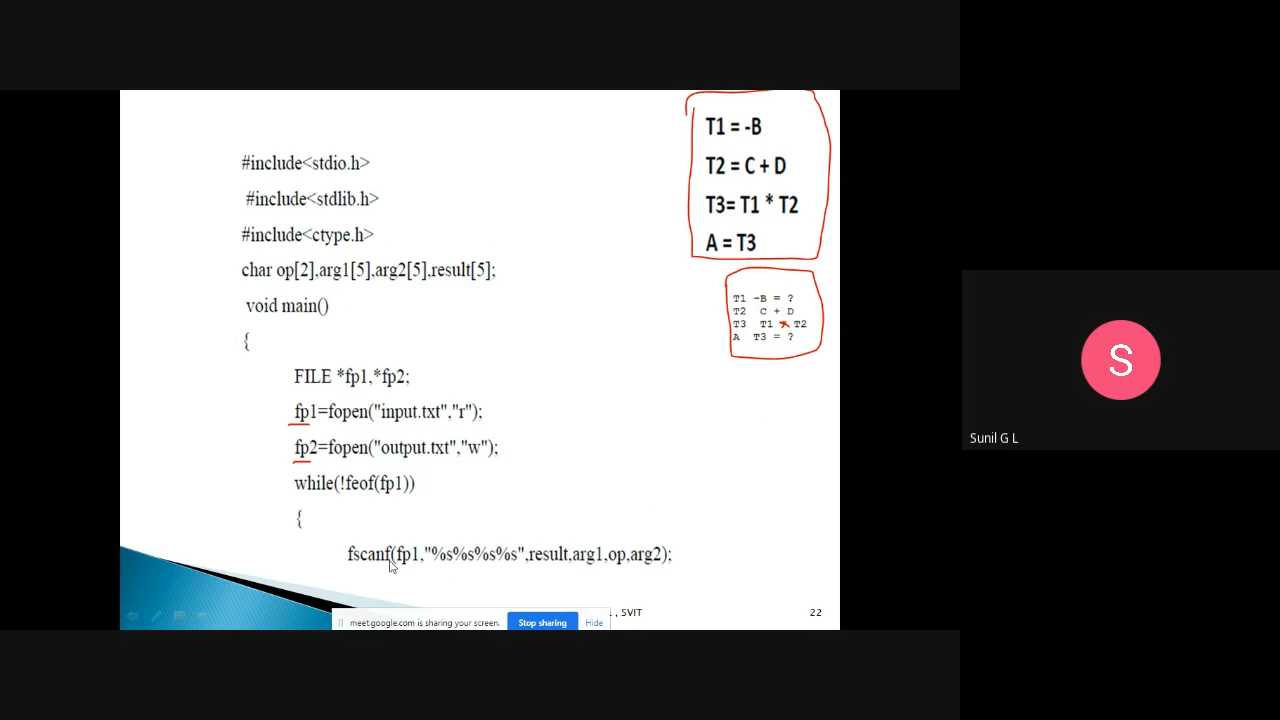 #include<stdio.h>
#include<stdlib.h>
#include<ctype.h>
char op[2],arg1[5],arg2[5],result[5];
void main()
{
FILE *fp1,*fp2;
fp1=fopen("input.txt","r");
fp2=fopen("output.txt","w");
while(!feof(fp1))
{
fscanf(fp1,"%s%s%s%s",result,arg1,op,arg2);
T1 = -B
T2 = C + D
T3= T1 * T2
A = T3
T1 -B = ?
T2 C + D
T3 T1 * T2
A T3 = ?
, SVIT
22
meet.google.com is sharing your screen.
Stop sharing
Hide
S
Sunil G L